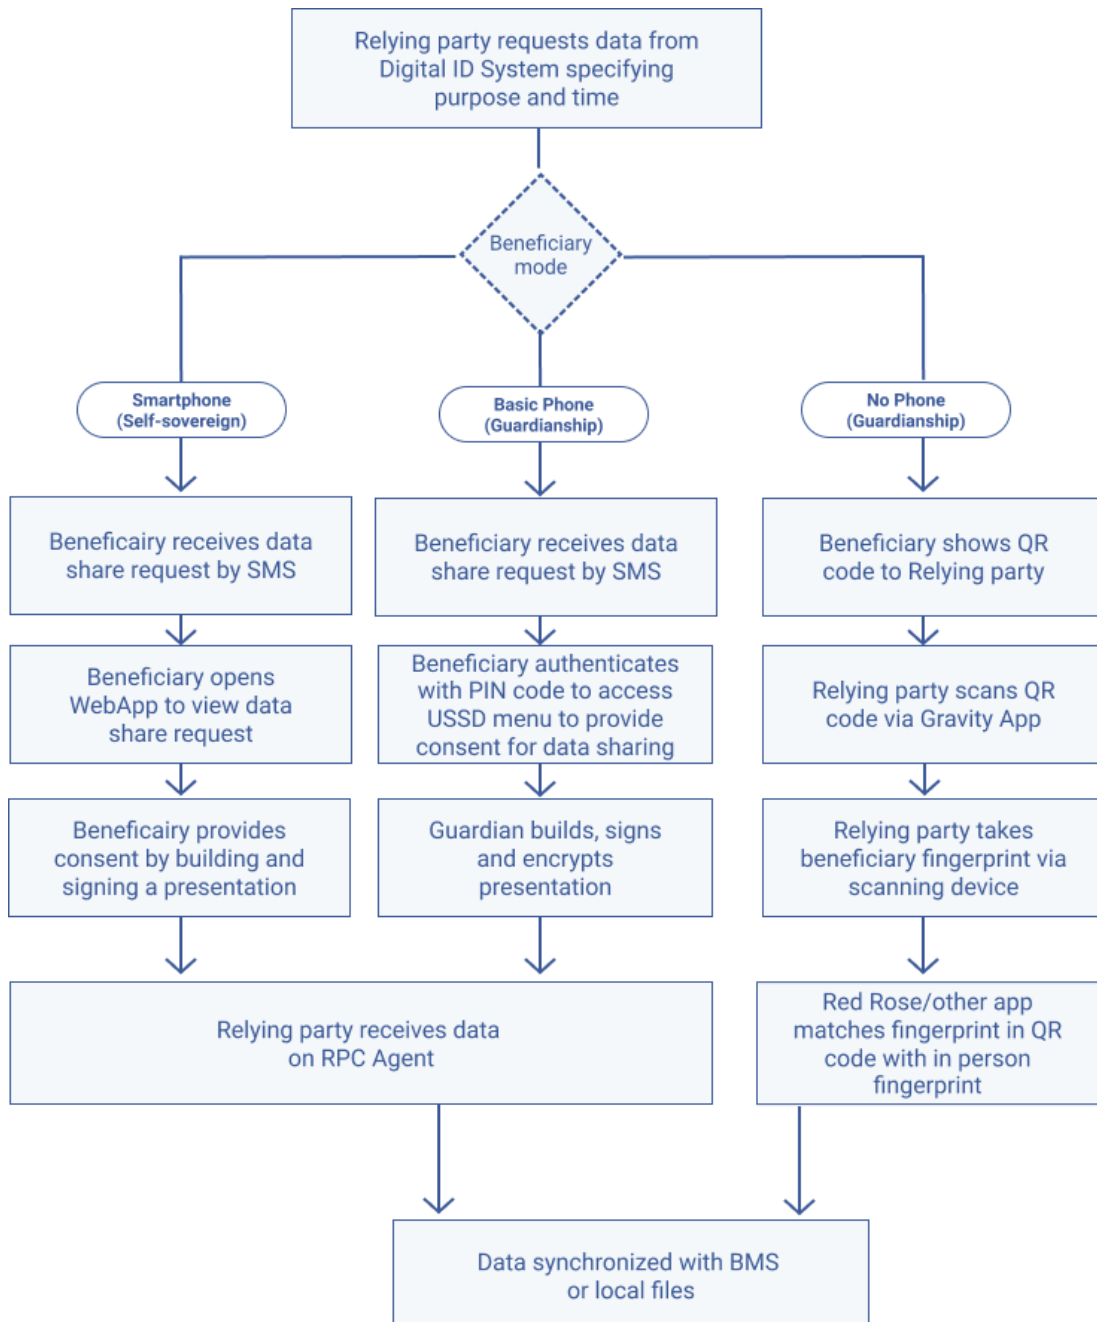 Relying party requests data from
Digital ID System specifying
purpose and time
Beneficiary
mode
Smartphone
(Self-sovereign)
Basic Phone
(Guardianship)
No Phone
(Guardianship)
Beneficairy receives data
share request by SMS
Beneficiary receives data
share request by SMS
Beneficiary shows QR
code to Relying party
Beneficiary opens
WebApp to view data
share request
Beneficiary authenticates
with PIN code to access
USSD menu to provide
consent for data sharing
Relying party scans QR
code via Gravity App
Beneficairy provides
consent by building and
signing a presentation
Guardian builds, signs
and encrypts
presentation
Relying party takes
beneficiary fingerprint via
scanning device
Relying party receives data
on RPC Agent
Red Rose/other app
matches fingerprint in QR
code with in person
fingerprint
Data synchronized with BMS
or local files